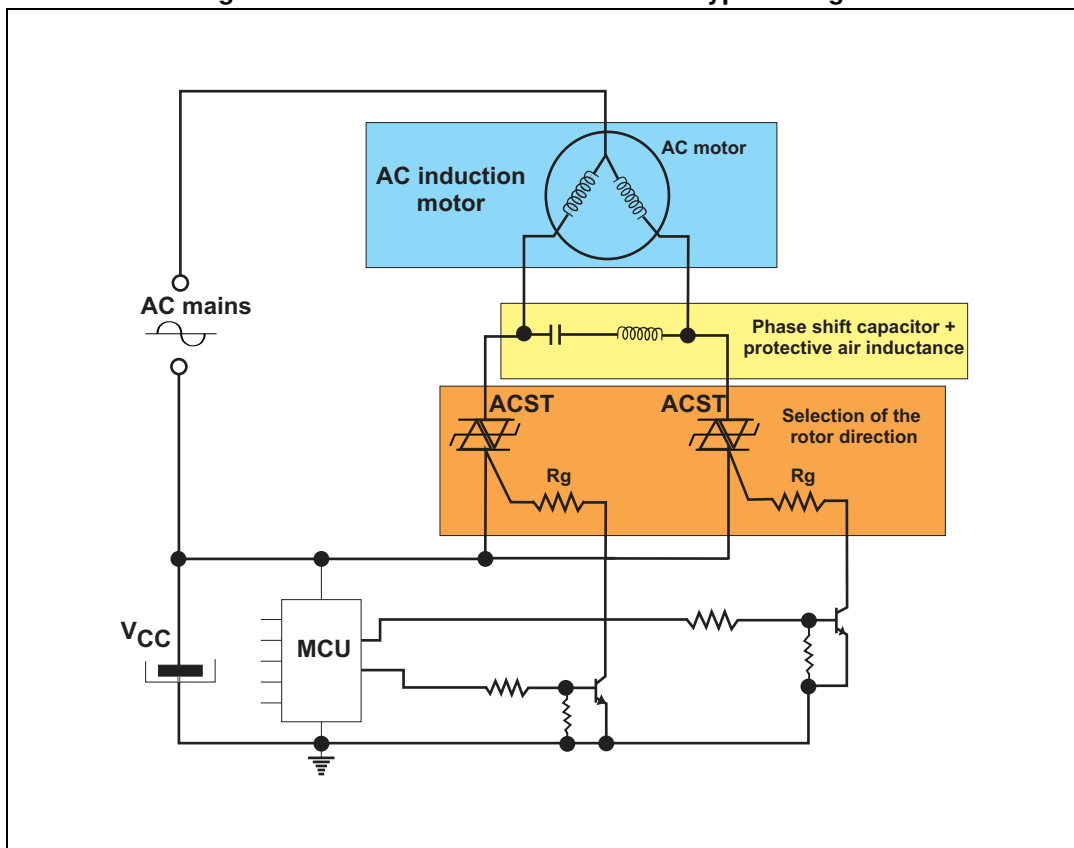 AC motor
AC induction
motor
AC mains
Phase shift capacitor +
protective air inductance
ACST
ACST
Selection of the
rotor direction
Rg
Rg
VCC
MCU